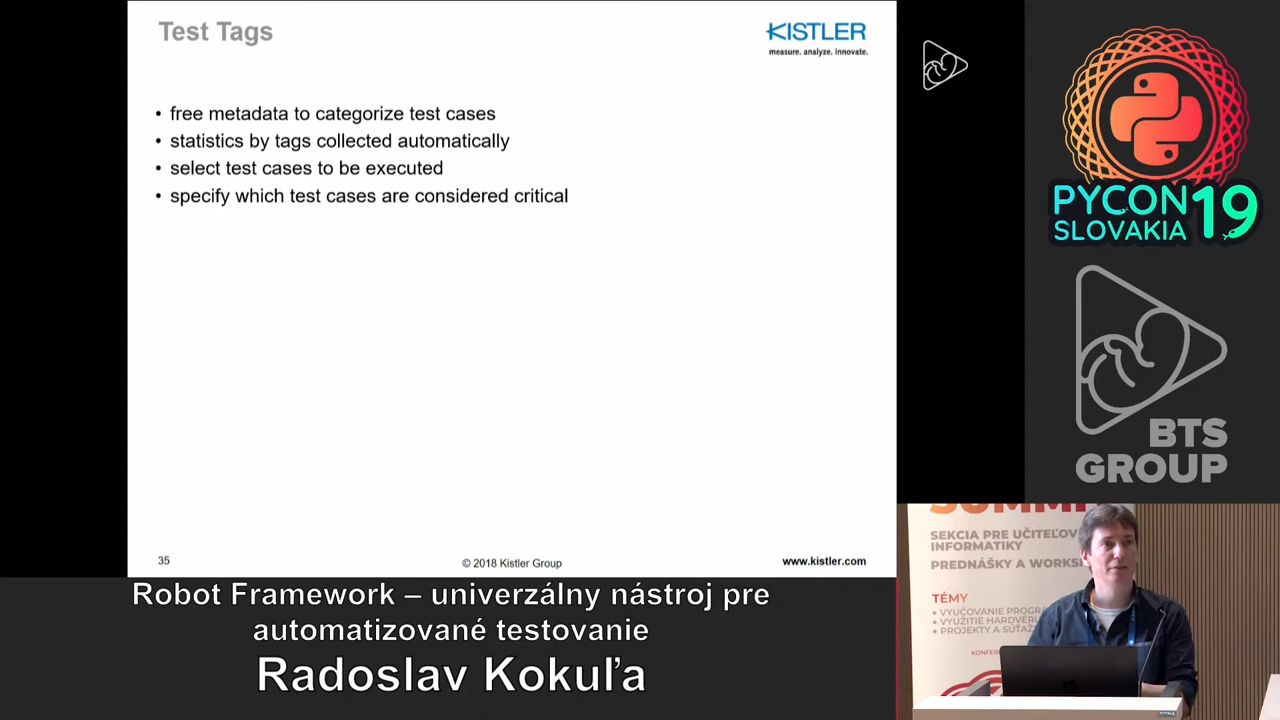 Test Tags
KISTLER
measure. analyze. innovate.
• free metadata to categorize test cases
• statistics by tags collected automatically
• select test cases to be executed
• specify which test cases are considered critical
35
© 2018 Kistler Group
www.kistler.com
Robot Framework – univerzálny nástroj pre
automatizované testovanie
Radoslav Kokuľa
PYCON 19
SLOVAKIA
BTS
GROUP
SEKCIA PRE UČITEĽOV
INFORMATIKY
PREDNÁŠKY A
TÉMY
• VYUČOVANIE
• VYUŽITIE
• PROJEKTY A